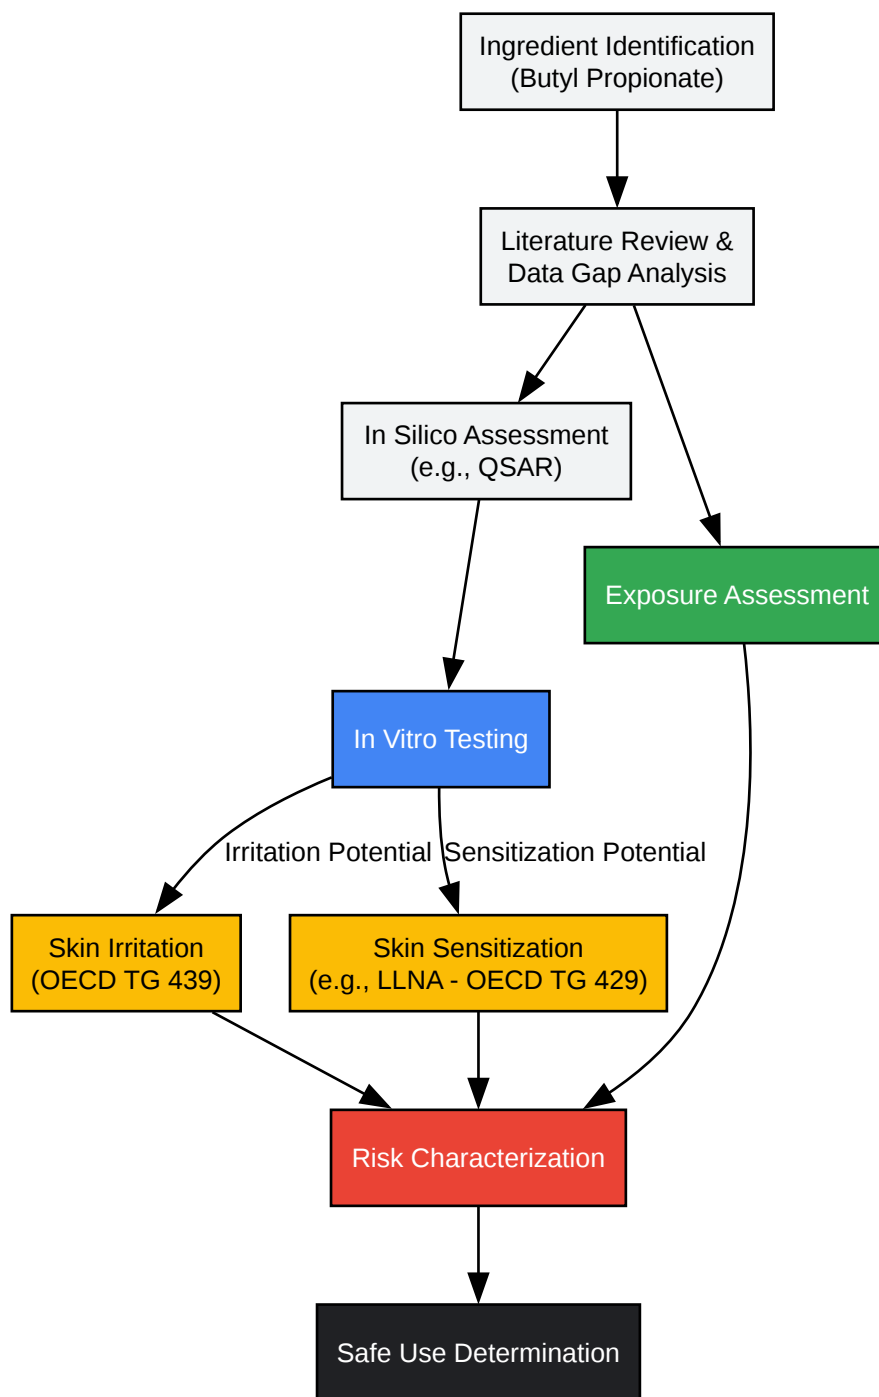 Ingredient Identification
(Butyl Propionate)
Literature Review &
Data Gap Analysis
In Silico Assessment
(e.g., QSAR)
Exposure Assessment
In Vitro Testing
Irritation Potential
Sensitization Potential
Skin Irritation
(OECD TG 439)
Skin Sensitization
(e.g., LLNA - OECD TG 429)
Risk Characterization
Safe Use Determination